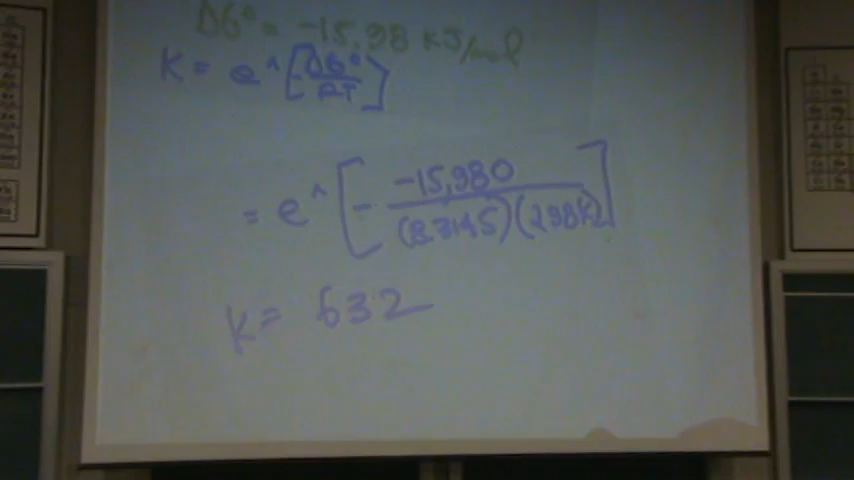 ΔG° = -15,98 KJ/mol
K = e^[-ΔG°/RT]
= e^[- -15,980/(8.3145)(298K)]
K = 632